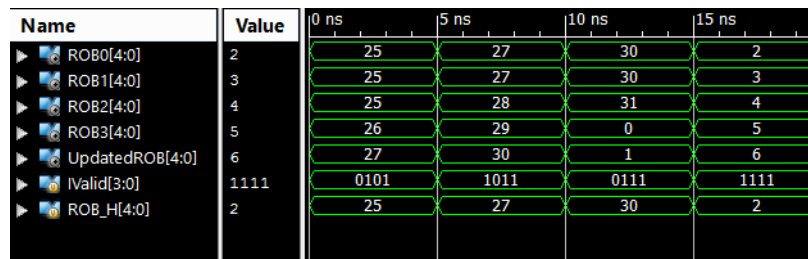 Name Value 0 ns 5 ns 10 ns 15 ns
ROB0[4:0] 2 25 27 30 2
ROB1[4:0] 3 25 27 30 3
ROB2[4:0] 4 25 28 31 4
ROB3[4:0] 5 26 29 0 5
UpdatedROB[4:0] 6 27 30 1 6
IValid[3:0] 1111 0101 1011 0111 1111
ROB_H[4:0] 2 25 27 30 2